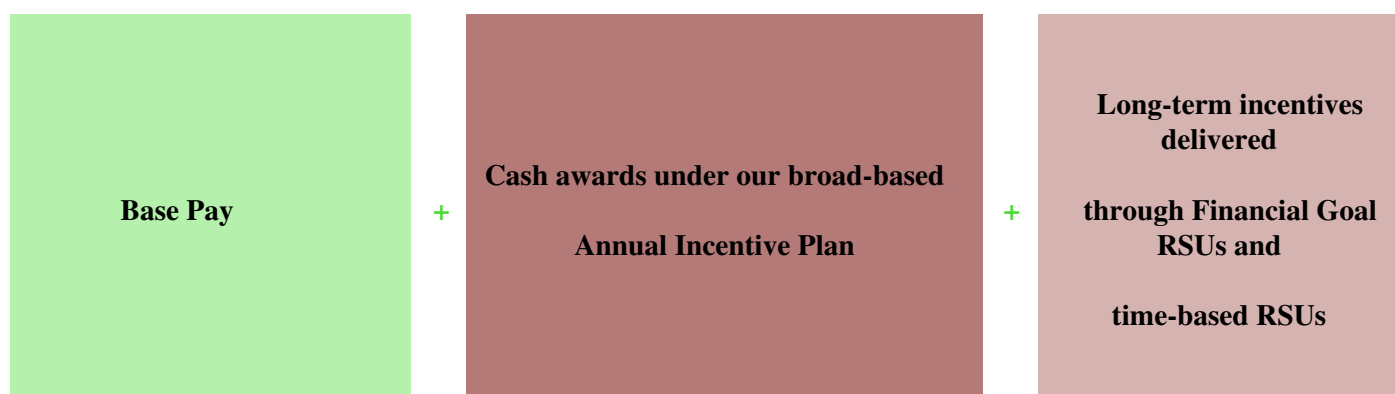 Base Pay
+
Cash awards under our broad-based
Annual Incentive Plan
+
Long-term incentives
delivered
through Financial Goal
RSUs and
time-based RSUs